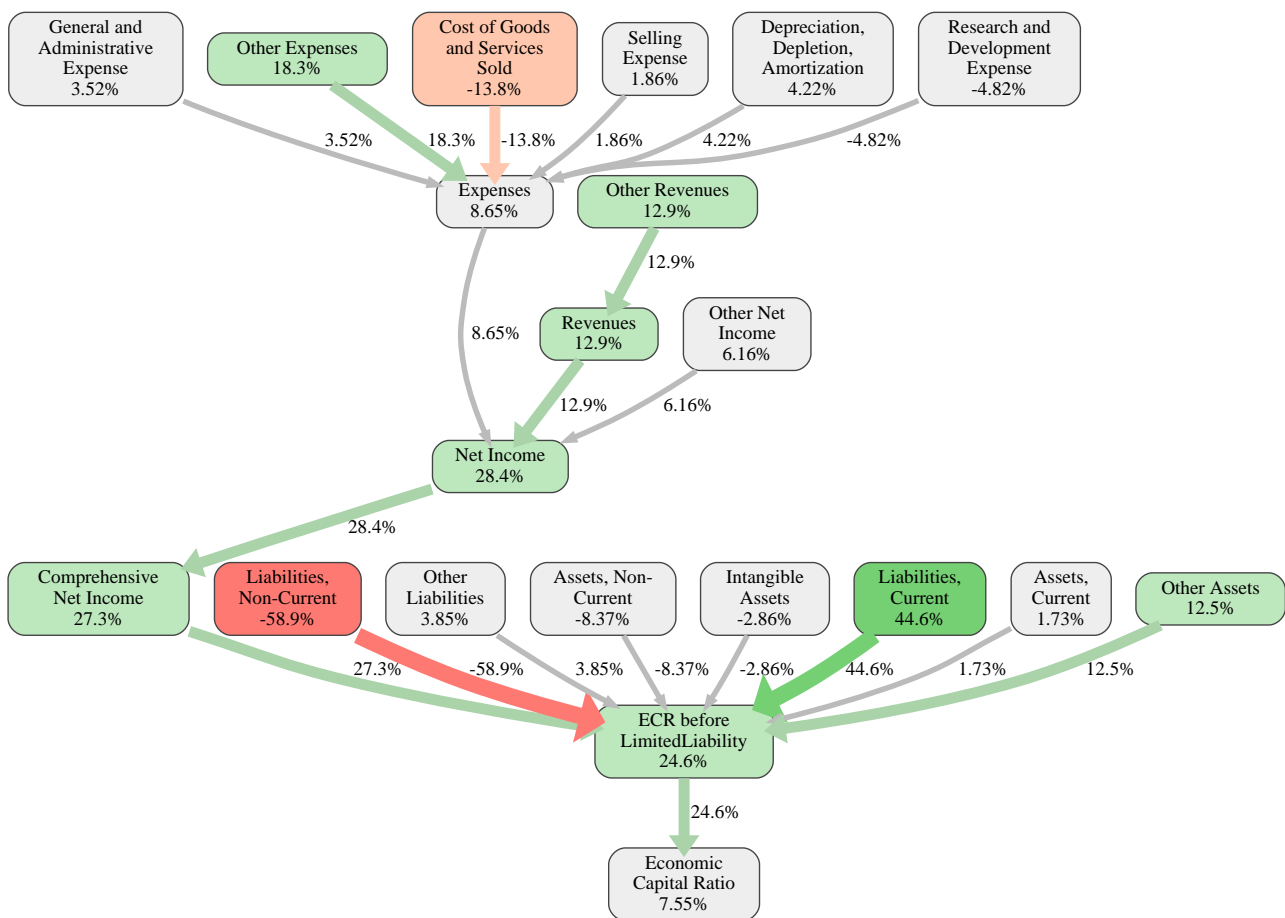 General and
Administrative
Expense
3.52%
Other Expenses
18.3%
Cost of Goods
and Services
Sold
-13.8%
Selling
Expense
1.86%
Depreciation,
Depletion,
Amortization
4.22%
Research and
Development
Expense
-4.82%
3.52%
18.3%
-13.8%
1.86%
4.22%
-4.82%
Expenses
8.65%
Other Revenues
12.9%
12.9%
8.65%
Revenues
12.9%
Other Net
Income
6.16%
12.9%
6.16%
Net Income
28.4%
28.4%
Comprehensive
Net Income
27.3%
Liabilities,
Non-Current
-58.9%
Other
Liabilities
3.85%
Assets, Non-
Current
-8.37%
Intangible
Assets
-2.86%
Liabilities,
Current
44.6%
Assets,
Current
1.73%
Other Assets
12.5%
27.3%
-58.9%
3.85%
-8.37%
-2.86%
44.6%
1.73%
12.5%
ECR before
LimitedLiability
24.6%
24.6%
Economic
Capital Ratio
7.55%